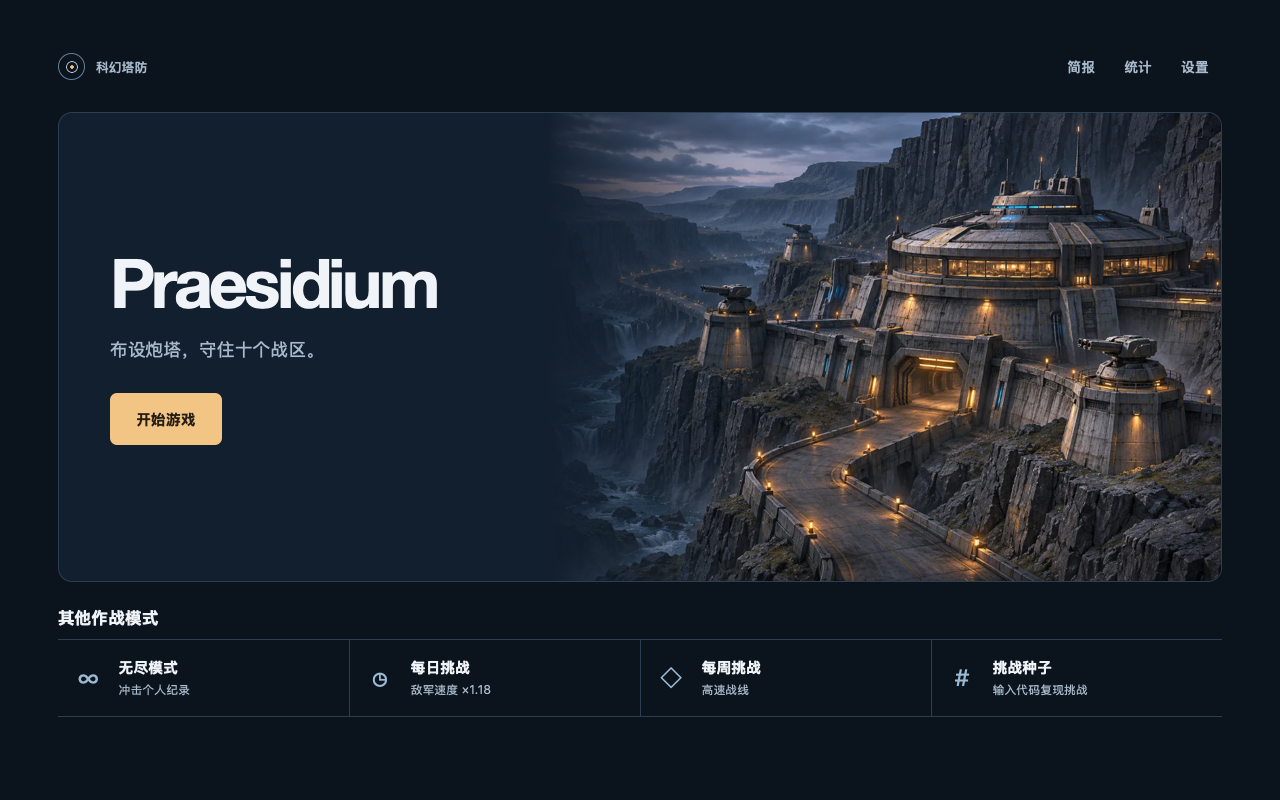 科幻塔防
简报
统计
设置
Praesidium
布设炮塔，守住十个战区。
开始游戏
其他作战模式
无尽模式
冲击个人纪录
每日挑战
敌军速度 ×1.18
每周挑战
高速战线
#
挑战种子
输入代码复现挑战